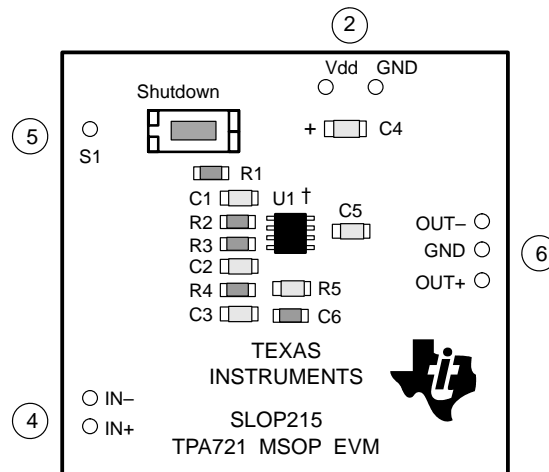 2
Vdd GND
Shutdown
+ C4
5
S1
R1
C1 U1 †
C5
R2
OUT–
R3
GND
6
C2
OUT+
R4 R5
C3 C6
TEXAS
INSTRUMENTS
IN–
4
IN+
SLOP215
TPA721 MSOP EVM